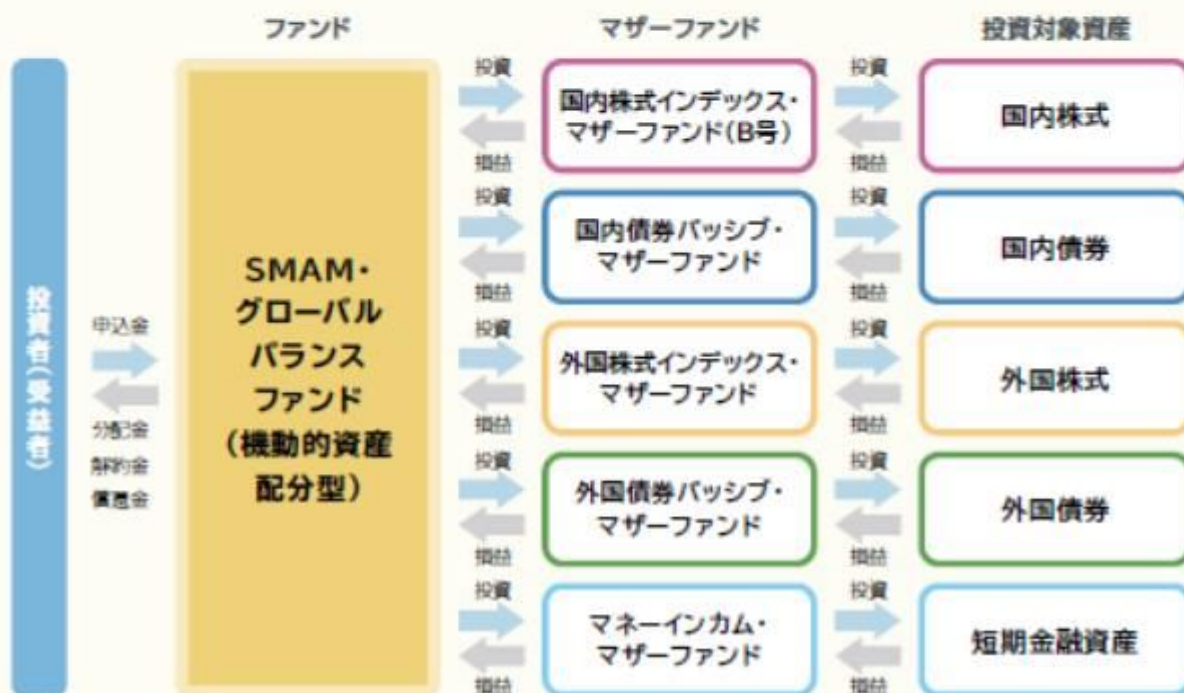 ファンド
マザーファンド
投資対象資産
投資者(受益者)
申込金
分配金
解約金
償還金
SMAM・
グローバル
バランス
ファンド
(機動的資産
配分型)
投資
国内株式インデックス・
マザーファンド(B号)
損益
投資
国内株式
損益
投資
国内債券パッシブ・
マザーファンド
損益
投資
国内債券
損益
投資
外国株式インデックス・
マザーファンド
損益
投資
外国株式
損益
投資
外国債券パッシブ・
マザーファンド
損益
投資
外国債券
損益
投資
マネーインカム・
マザーファンド
損益
投資
短期金融資産
損益